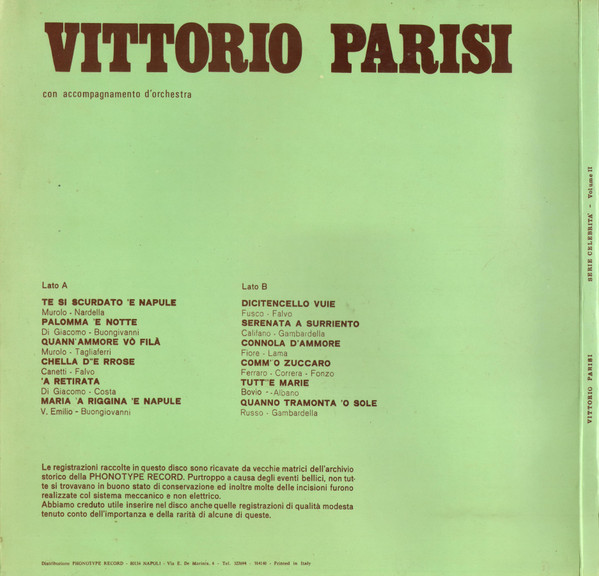 VITTORIO PARISI
con accompagnamento d'orchestra
Lato A
TE SI SCURDATO 'E NAPULE
Murolo - Nardella
PALOMMA 'E NOTTE
Di Giacomo - Buongivanni
QUANN'AMMORE VÒ FILÀ
Murolo - Tagliaferri
CHELLA D''E RROSE
Canetti - Falvo
'A RETIRATA
Di Giacomo - Costa
MARIA 'A RIGGINA 'E NAPULE
V. Emilio - Buongiovanni
Lato B
DICITENCELLO VUIE
Fusco - Falvo
SERENATA A SURRIENTO
Califano - Gambardella
CONNOLA D'AMMORE
Fiore - Lama
COMM''O ZUCCARO
Ferraro - Correra - Fonzo
TUTT''E MARIE
Bovio - Albano
QUANNO TRAMONTA 'O SOLE
Russo - Gambardella
Le registrazioni raccolte in questo disco sono ricavate da vecchie matrici dell'archivio
storico della PHONOTYPE RECORD. Purtroppo a causa degli eventi bellici, non tut-
te si trovavano in buono stato di conservazione ed inoltre molte delle incisioni furono
realizzate col sistema meccanico e non elettrico.
Abbiamo creduto utile inserire nel disco anche quelle registrazioni di qualità modesta
tenuto conto dell'importanza e della rarità di alcune di queste.
Distribuzione PHONOTYPE RECORD - 80136 NAPOLI - Via E. De Marinis, 4 - Tel. - Printed in Italy
VITTORIO PARISI SERIE CELEBRITA' - Volume II